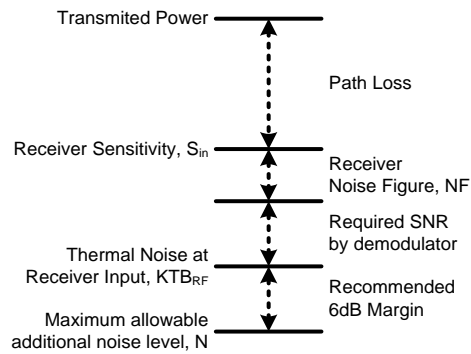 Transmited Power
Path Loss
Receiver Sensitivity, Sin
Receiver
Noise Figure, NF
Required SNR
by demodulator
Thermal Noise at
Receiver Input, KTBRF
Recommended
6dB Margin
Maximum allowable
additional noise level, N